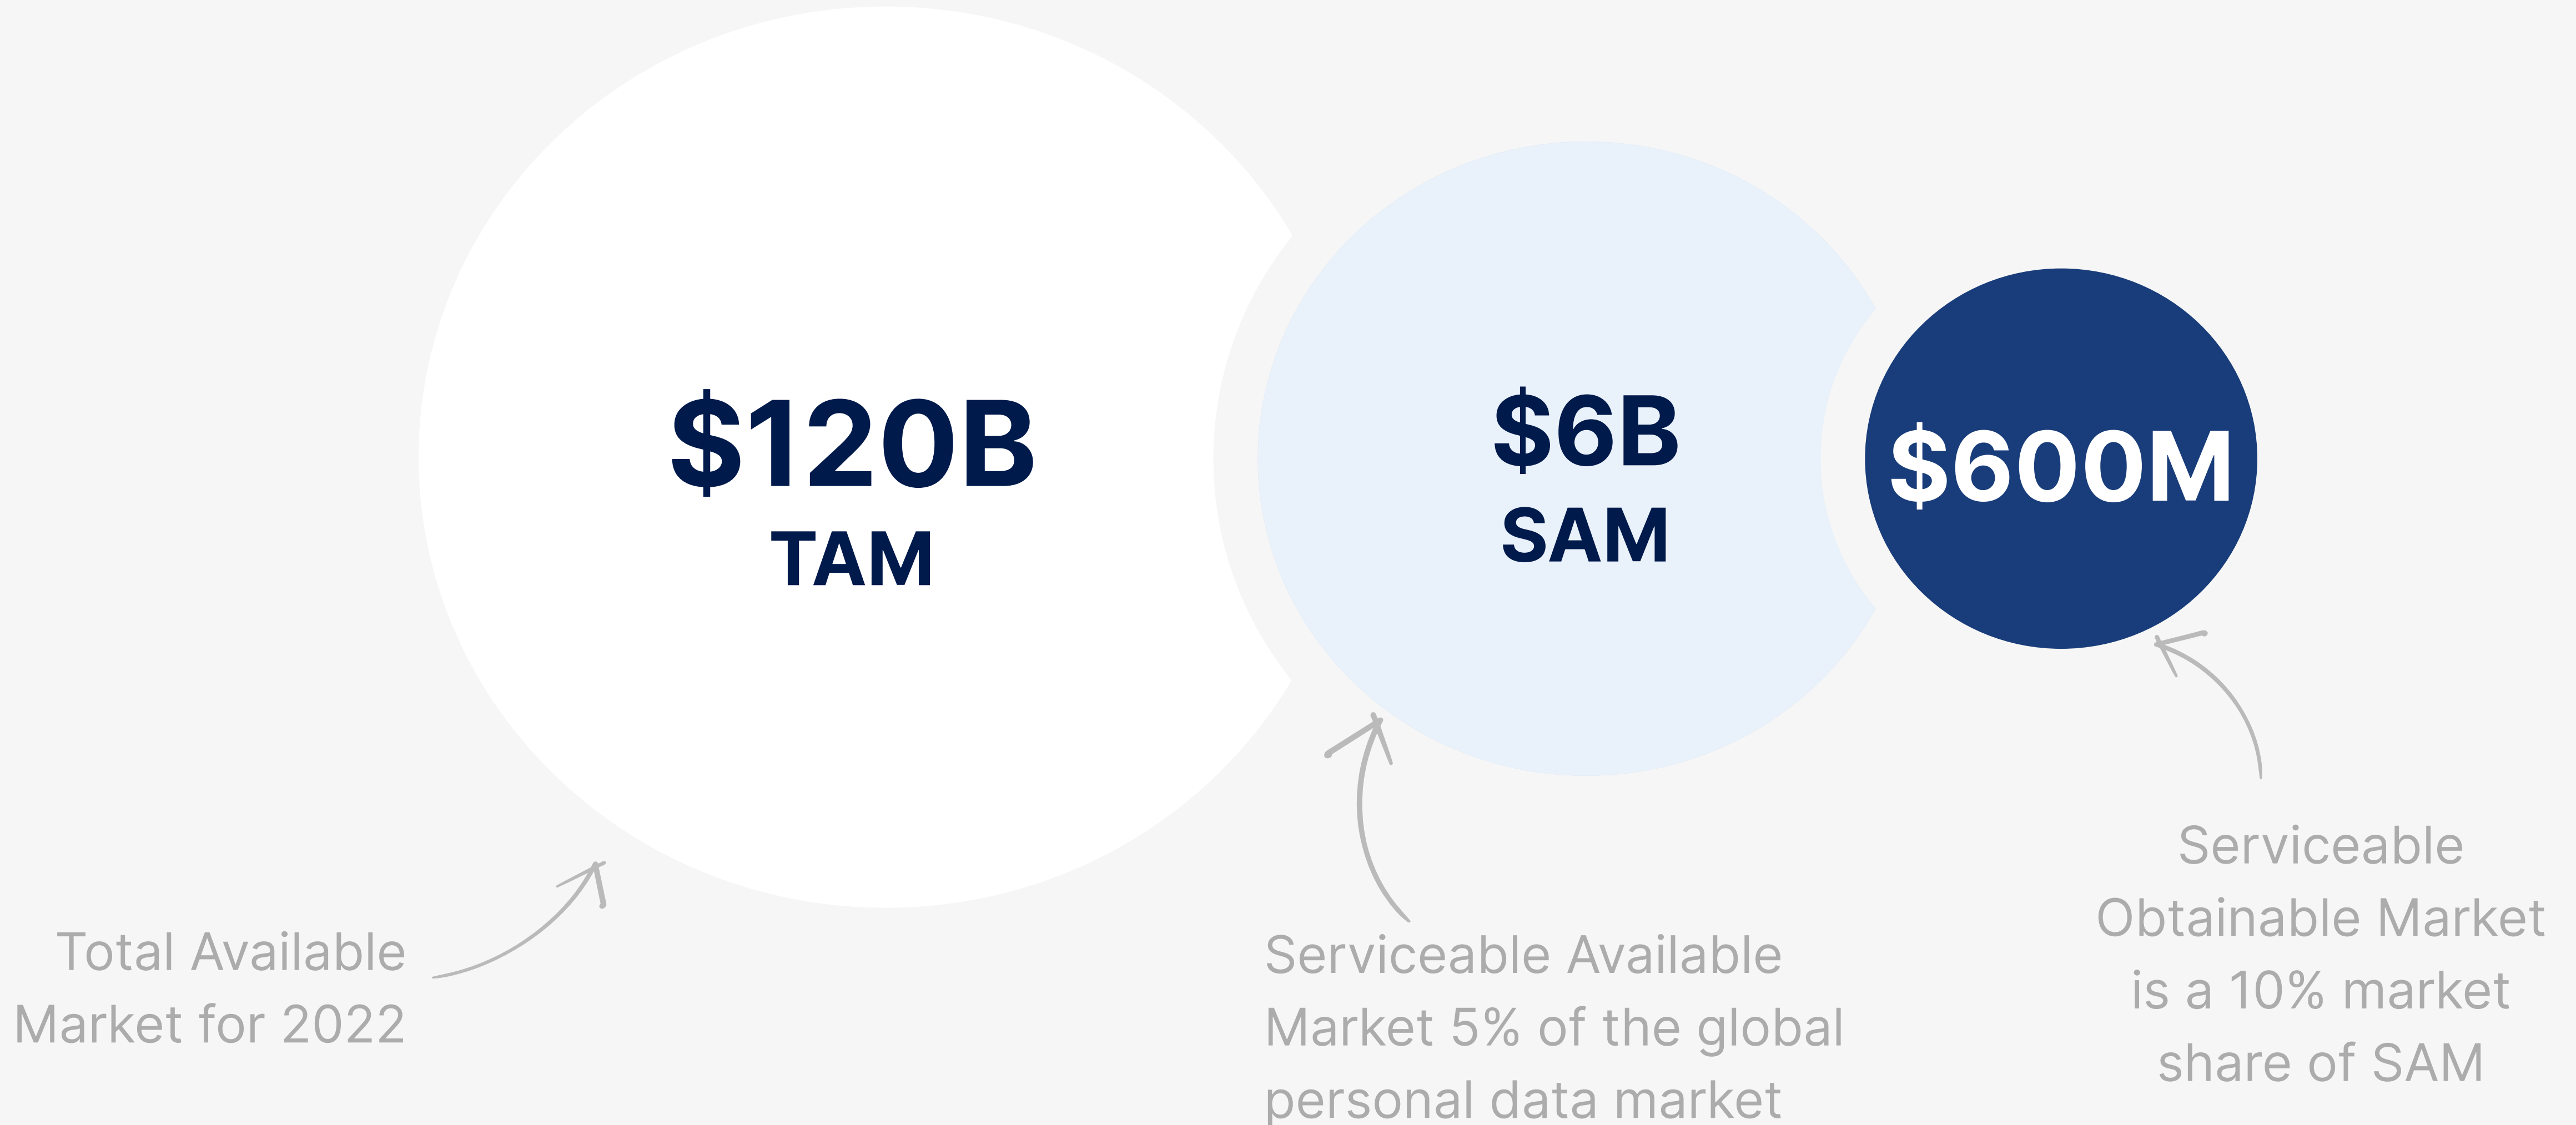 $120B
TAM
$6B
SAM
$600M
Total Available
Market for 2022
Serviceable Available
Market 5% of the global
personal data market
Serviceable
Obtainable Market
is a 10% market
share of SAM